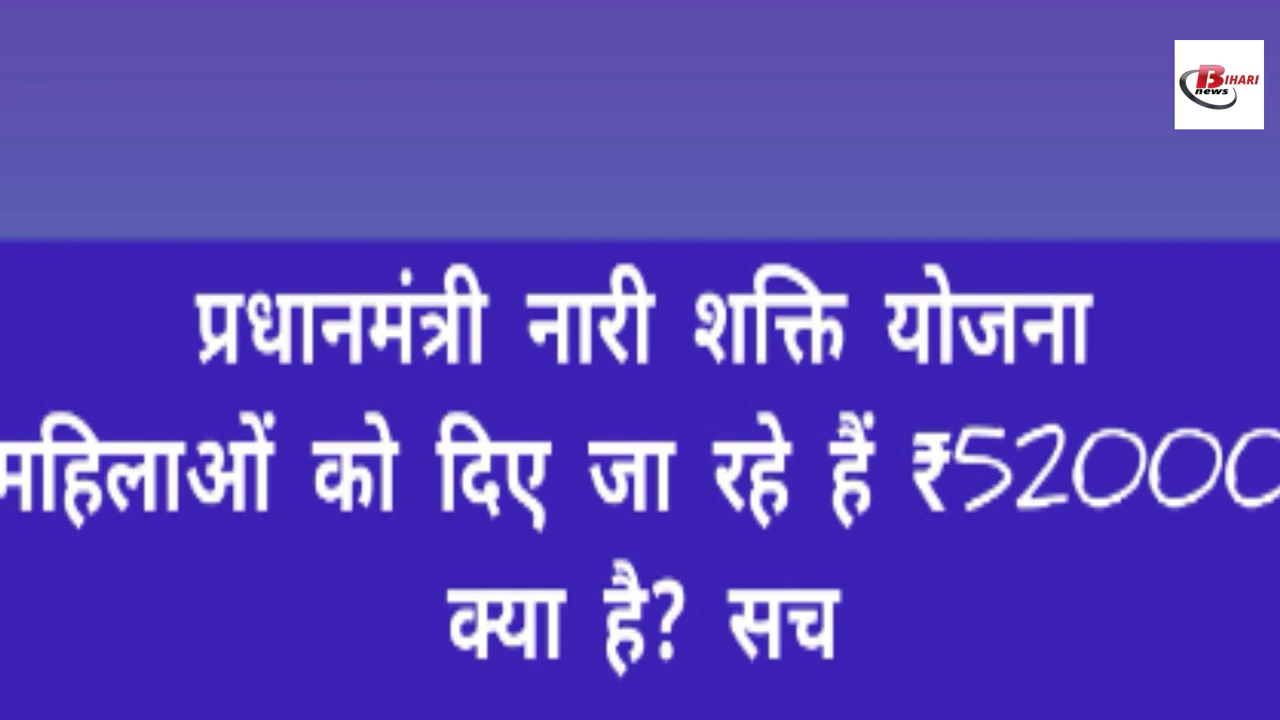 BIHARI
news
प्रधानमंत्री नारी शक्ति योजना
महिलाओं को दिए जा रहे हैं ₹52000
क्या है? सच